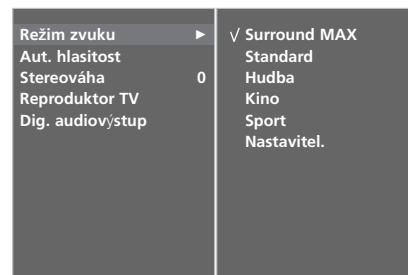 Režim zvuku ►
Aut. hlasitost
Stereováha 0
Reproduktor TV
Dig. audiovýstup
√ Surround MAX
Standard
Hudba
Kino
Sport
Nastavitel.